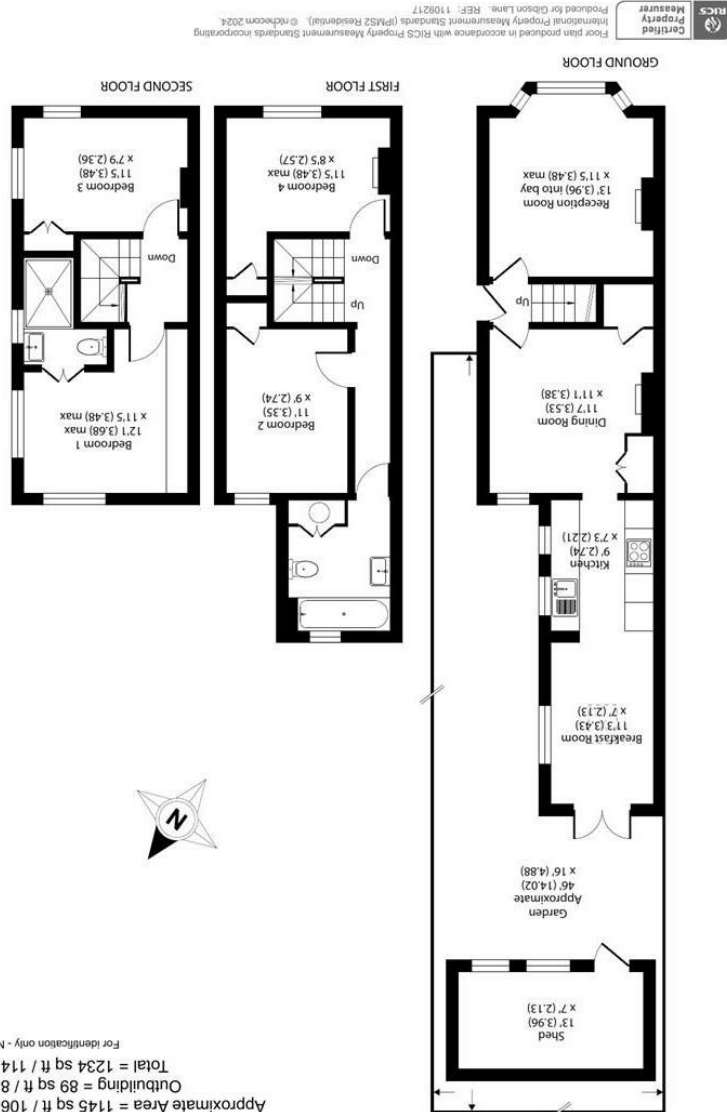 Approximate Area = 1145 sq ft / 106
Outbuilding = 89 sq ft / 8
Total = 1234 sq ft / 114
For identification only - N
Shed
13' (3.96)
x 7' (2.13)
Garden
Approximate
46' (14.02)
x 16' (4.88)
N
Breakfast Room
11'3 (3.43)
x 7' (2.13)
Kitchen
9' (2.74)
x 7'3 (2.21)
Dining Room
11'7 (3.53)
x 11'1 (3.38)
Up
Reception Room
13' (3.96) into bay
x 11'5 (3.48) max
GROUND FLOOR
Bedroom 2
11' (3.35)
x 9' (2.74)
Up
Down
Bedroom 4
11'5 (3.48) max
x 8'5 (2.57)
FIRST FLOOR
Bedroom 1
12'1 (3.68) max
x 11'5 (3.48) max
Down
Bedroom 3
11'5 (3.48)
x 7'9 (2.36)
SECOND FLOOR
RICS
Certified
Property
Measurer
Floor plan produced in accordance with RICS Property Measurement Standards incorporating
International Property Measurement Standards (IPMS2 Residential). © nichecom 2024.
Produced for Gibson Lane. REF: 1109217